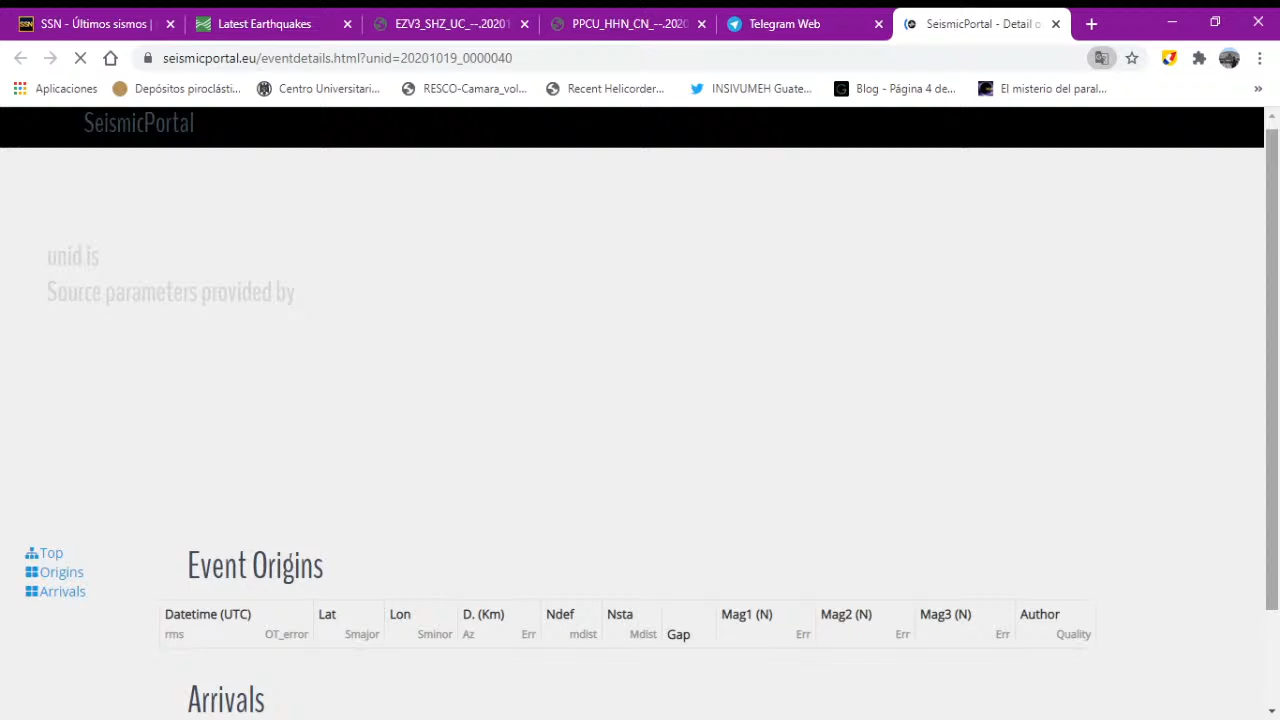 SSN - Últimos sismos |
Latest Earthquakes
EZV3_SHZ_UC_--.20201
PPCU_HHN_CN_--.2020
Telegram Web
SeismicPortal - Detail o
seismicportal.eu/eventdetails.html?unid=20201019_0000040
Aplicaciones
Depósitos piroclásti...
Centro Universitari...
RESCO-Camara_vol...
Recent Helicorder...
INSIVUMEH Guate...
Blog - Página 4 de...
El misterio del paral...
»
SeismicPortal
unid is
Source parameters provided by
Top
Origins
Arrivals
Event Origins
Datetime (UTC) Lat Lon D. (Km) Ndef Nsta Mag1 (N) Mag2 (N) Mag3 (N) Author
rms OT_error Smajor Sminor Az Err mdist Mdist Gap Err Err Err Quality
Arrivals